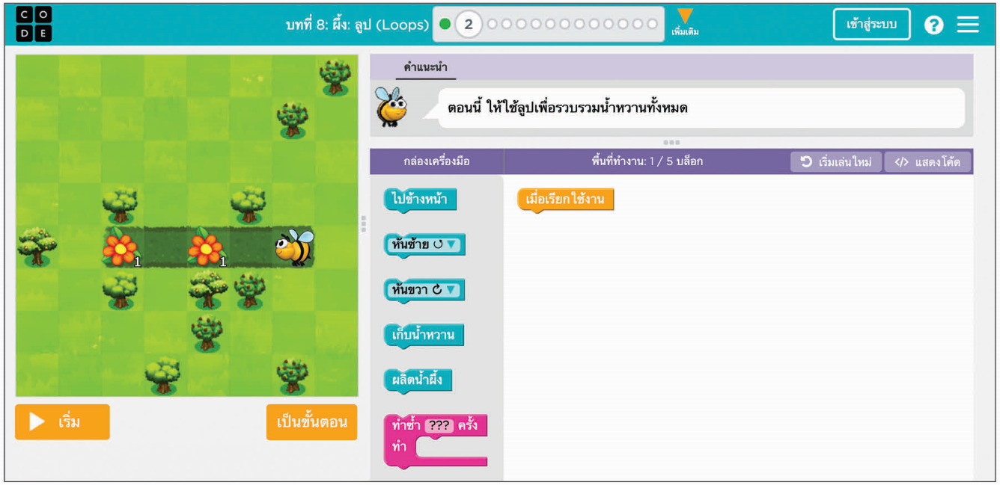 C O
D E
บทที่ 8: ผึ้ง: ลูป (Loops)
2
เพิ่มเติม
เข้าสู่ระบบ
?
คำแนะนำ
ตอนนี้ ให้ใช้ลูปเพื่อรวบรวมน้ำหวานทั้งหมด
กล่องเครื่องมือ
พื้นที่ทำงาน: 1 / 5 บล็อก
เริ่มเล่นใหม่
</> แสดงโค้ด
ไปข้างหน้า
เมื่อเรียกใช้งาน
หันซ้าย ↺ ▼
หันขวา ↻ ▼
เก็บน้ำหวาน
ผลิตน้ำผึ้ง
ทำซ้ำ ??? ครั้ง
ทำ
1
1
เริ่ม
เป็นขั้นตอน